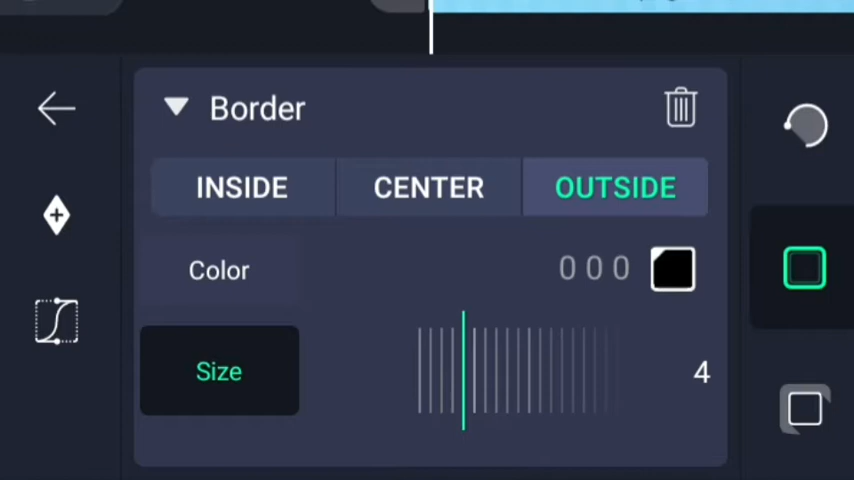 Border
INSIDE CENTER OUTSIDE
Color 0 0 0
Size 4